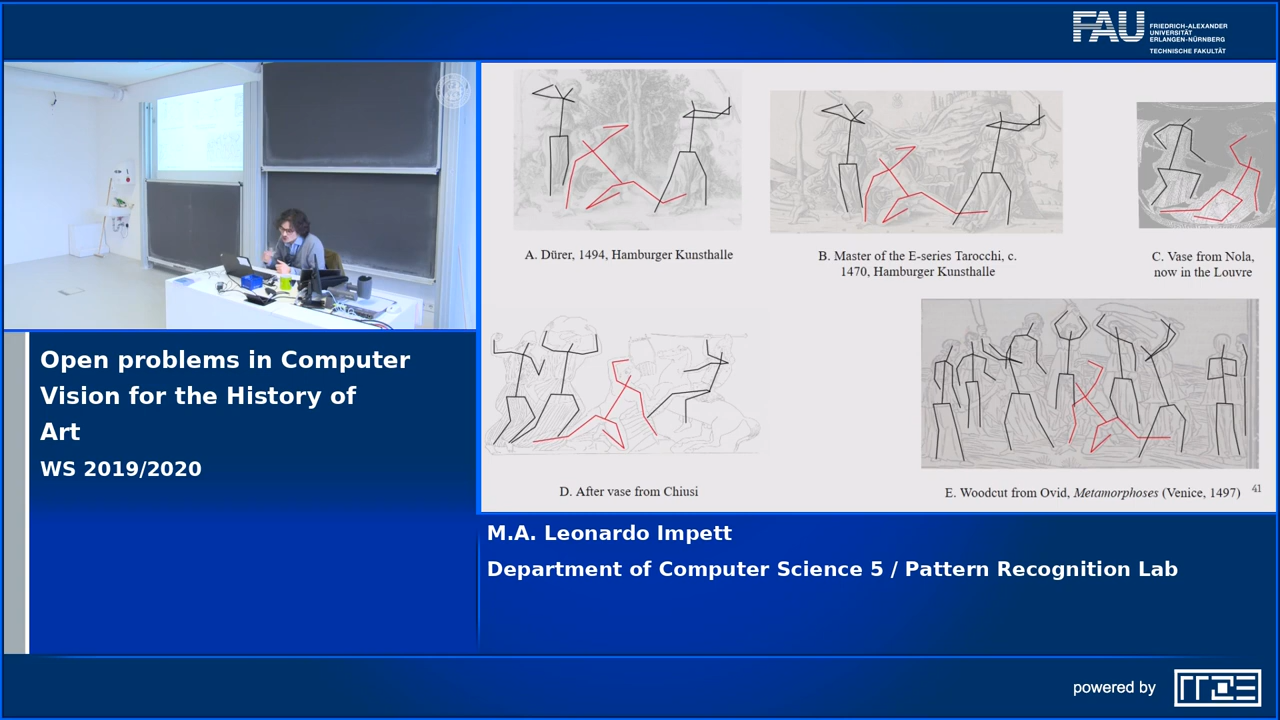 FAU
FRIEDRICH-ALEXANDER
UNIVERSITÄT
ERLANGEN-NÜRNBERG
TECHNISCHE FAKULTÄT
A. Dürer, 1494, Hamburger Kunsthalle
B. Master of the E-series Tarocchi, c.
1470, Hamburger Kunsthalle
C. Vase from Nola,
now in the Louvre
D. After vase from Chiusi
E. Woodcut from Ovid, Metamorphoses (Venice, 1497)
41
Open problems in Computer
Vision for the History of
Art
WS 2019/2020
M.A. Leonardo Impett
Department of Computer Science 5 / Pattern Recognition Lab
powered by